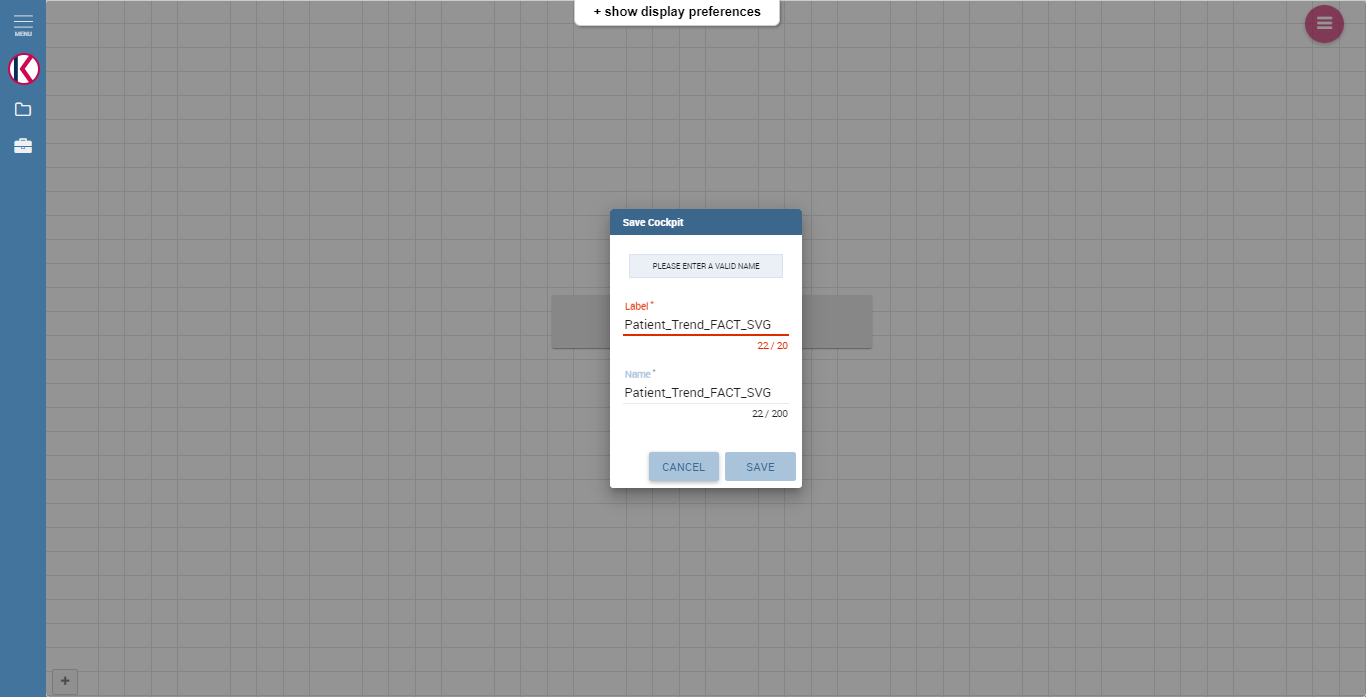 + show display preferences
MENU
Save Cockpit
PLEASE ENTER A VALID NAME
Label *
Patient_Trend_FACT_SVG
22 / 20
Name *
Patient_Trend_FACT_SVG
22 / 200
CANCEL
SAVE
+